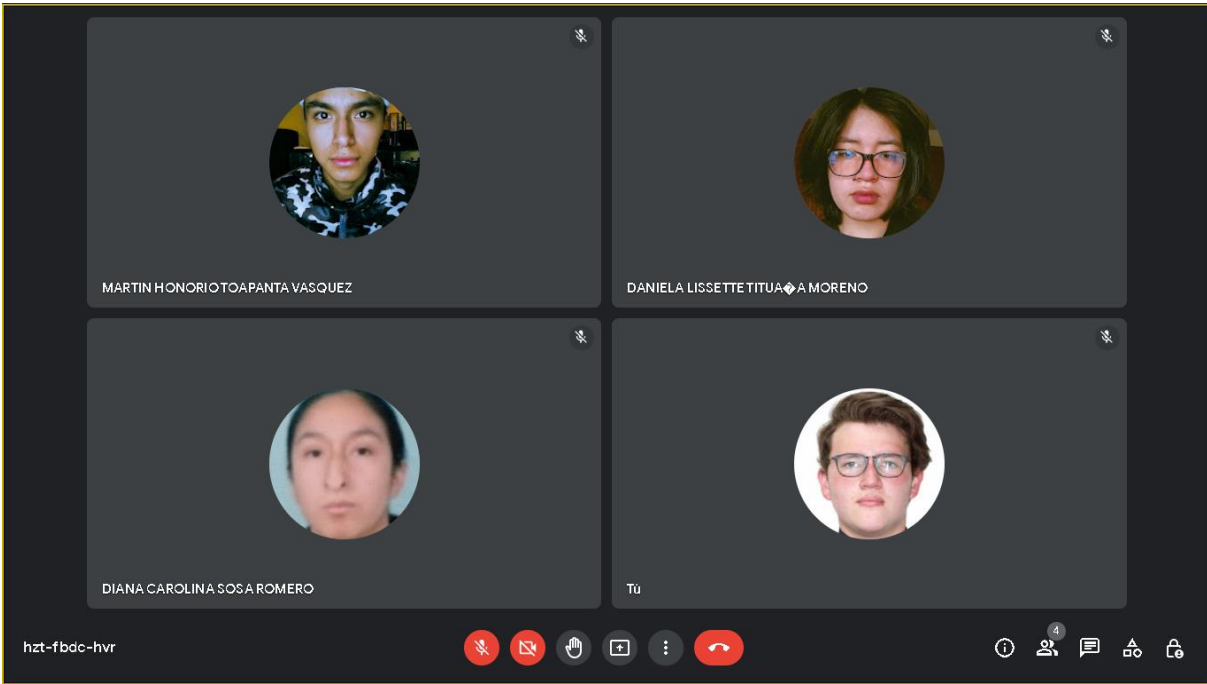 MARTIN HONORIO TOAPANTA VASQUEZ
DANIELA LISSETTE TITUA�A MORENO
DIANA CAROLINA SOSA ROMERO
Tú
hzt-fbdc-hvr
4